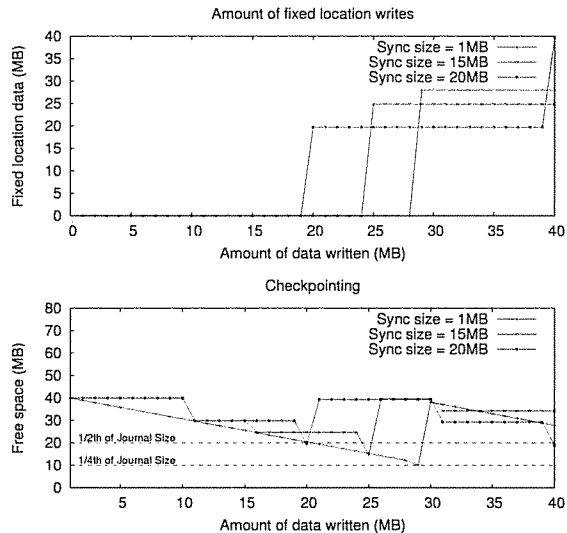 Amount of fixed location writes
Fixed location data (MB)
40
35
30
25
20
15
10
5
0
Sync size = 1MB
Sync size = 15MB
Sync size = 20MB
0 5 10 15 20 25 30 35 40
Amount of data written (MB)
Checkpointing
Free space (MB)
80
70
60
50
40
30
20
10
0
Sync size = 1MB
Sync size = 15MB
Sync size = 20MB
1/2th of Journal Size
1/4th of Journal Size
5 10 15 20 25 30 35 40
Amount of data written (MB)